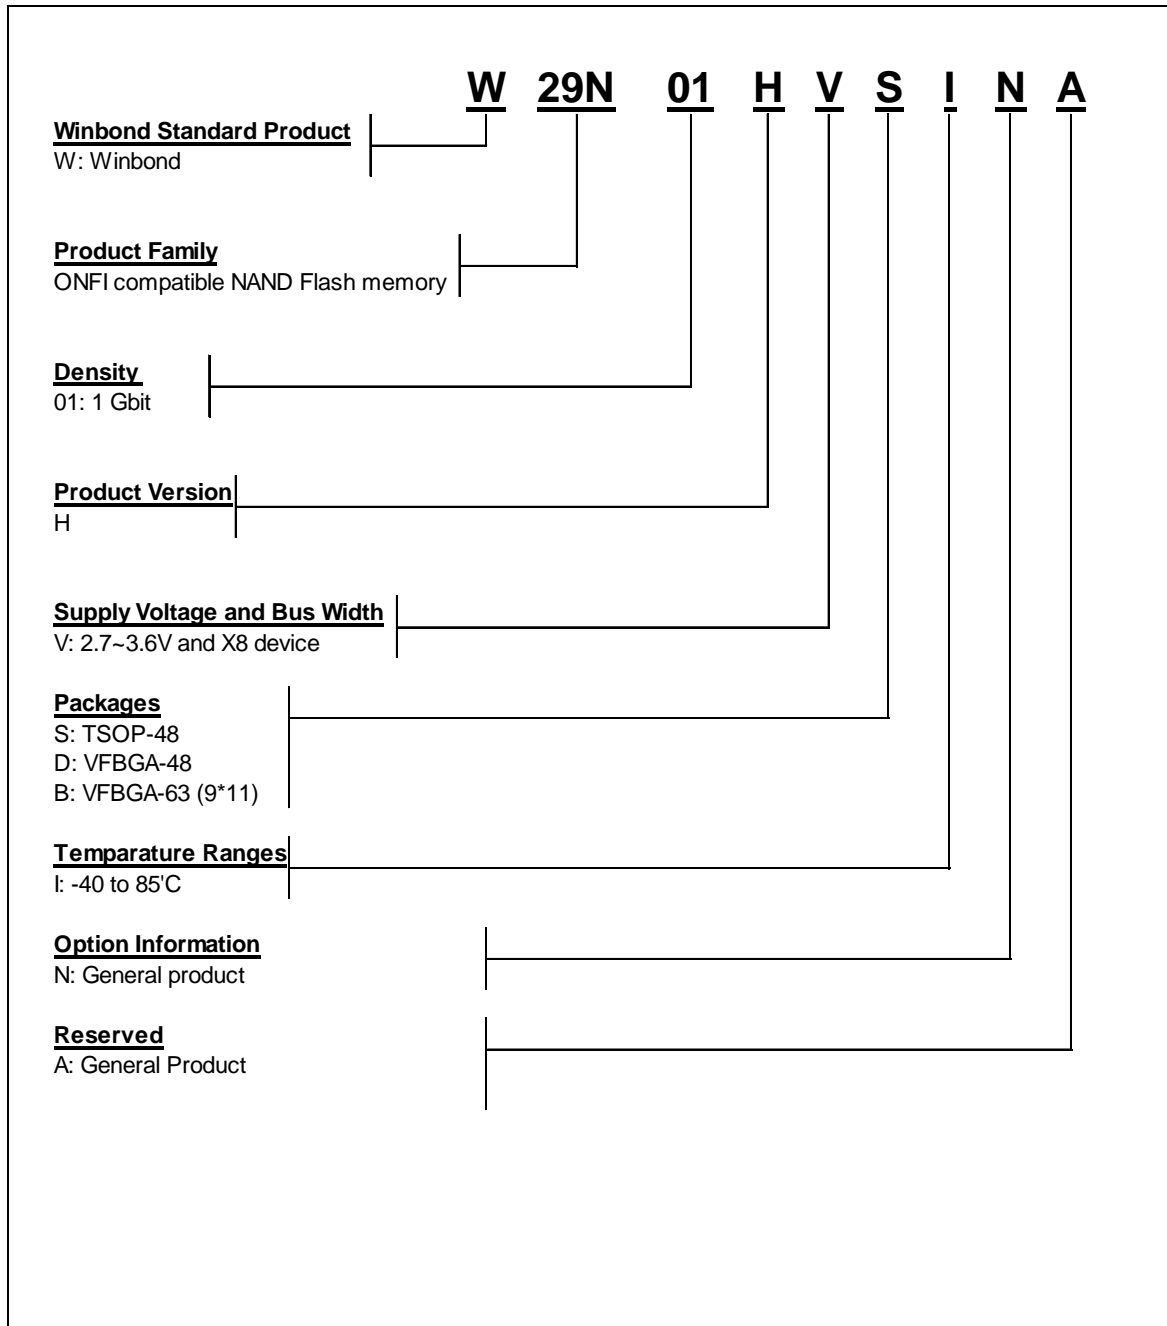 W 29N 01 H V S I N A
Winbond Standard Product
W: Winbond
Product Family
ONFI compatible NAND Flash memory
Density
01: 1 Gbit
Product Version
H
Supply Voltage and Bus Width
V: 2.7~3.6V and X8 device
Packages
S: TSOP-48
D: VFBGA-48
B: VFBGA-63 (9*11)
Temparature Ranges
I: -40 to 85'C
Option Information
N: General product
Reserved
A: General Product